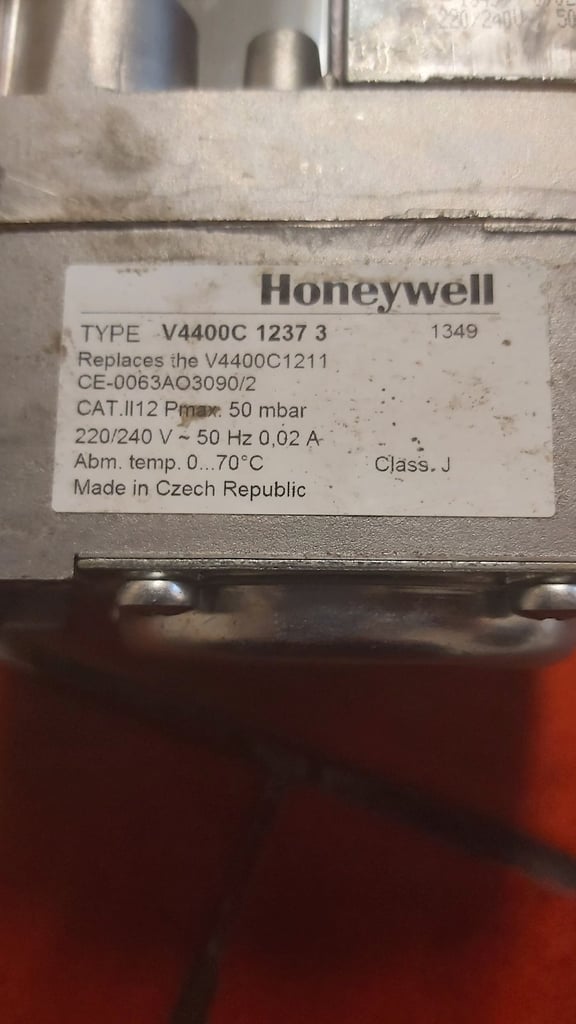 220/240V 50
Honeywell
TYPE V4400C 1237 3 1349
Replaces the V4400C1211
CE-0063AO3090/2
CAT.II12 Pmax. 50 mbar
220/240 V ~ 50 Hz 0,02 A
Abm. temp. 0...70°C Class. J
Made in Czech Republic